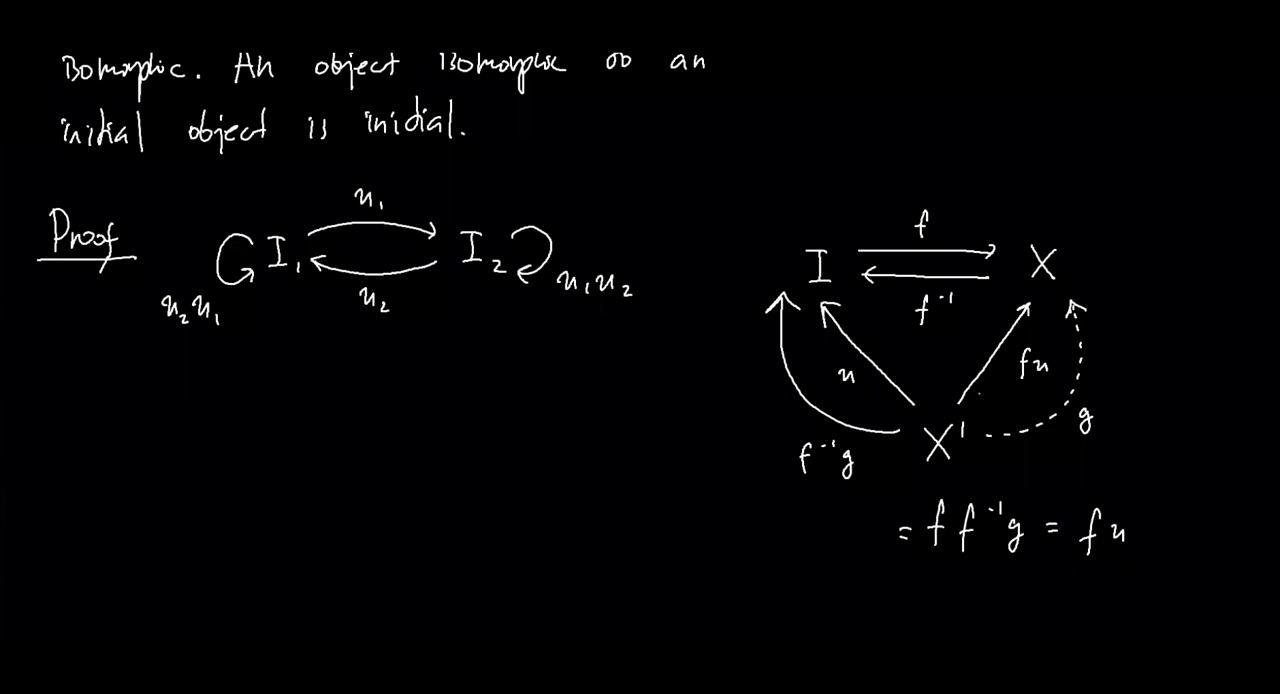 Isomorphic. An object isomorphic to an
initial object is initial.
Proof
u₁
I₁ I₂
u₂u₁ u₂ u₁u₂
f
I X
f⁻¹
u fu
g
f⁻¹g X'
= f f⁻¹g = fu